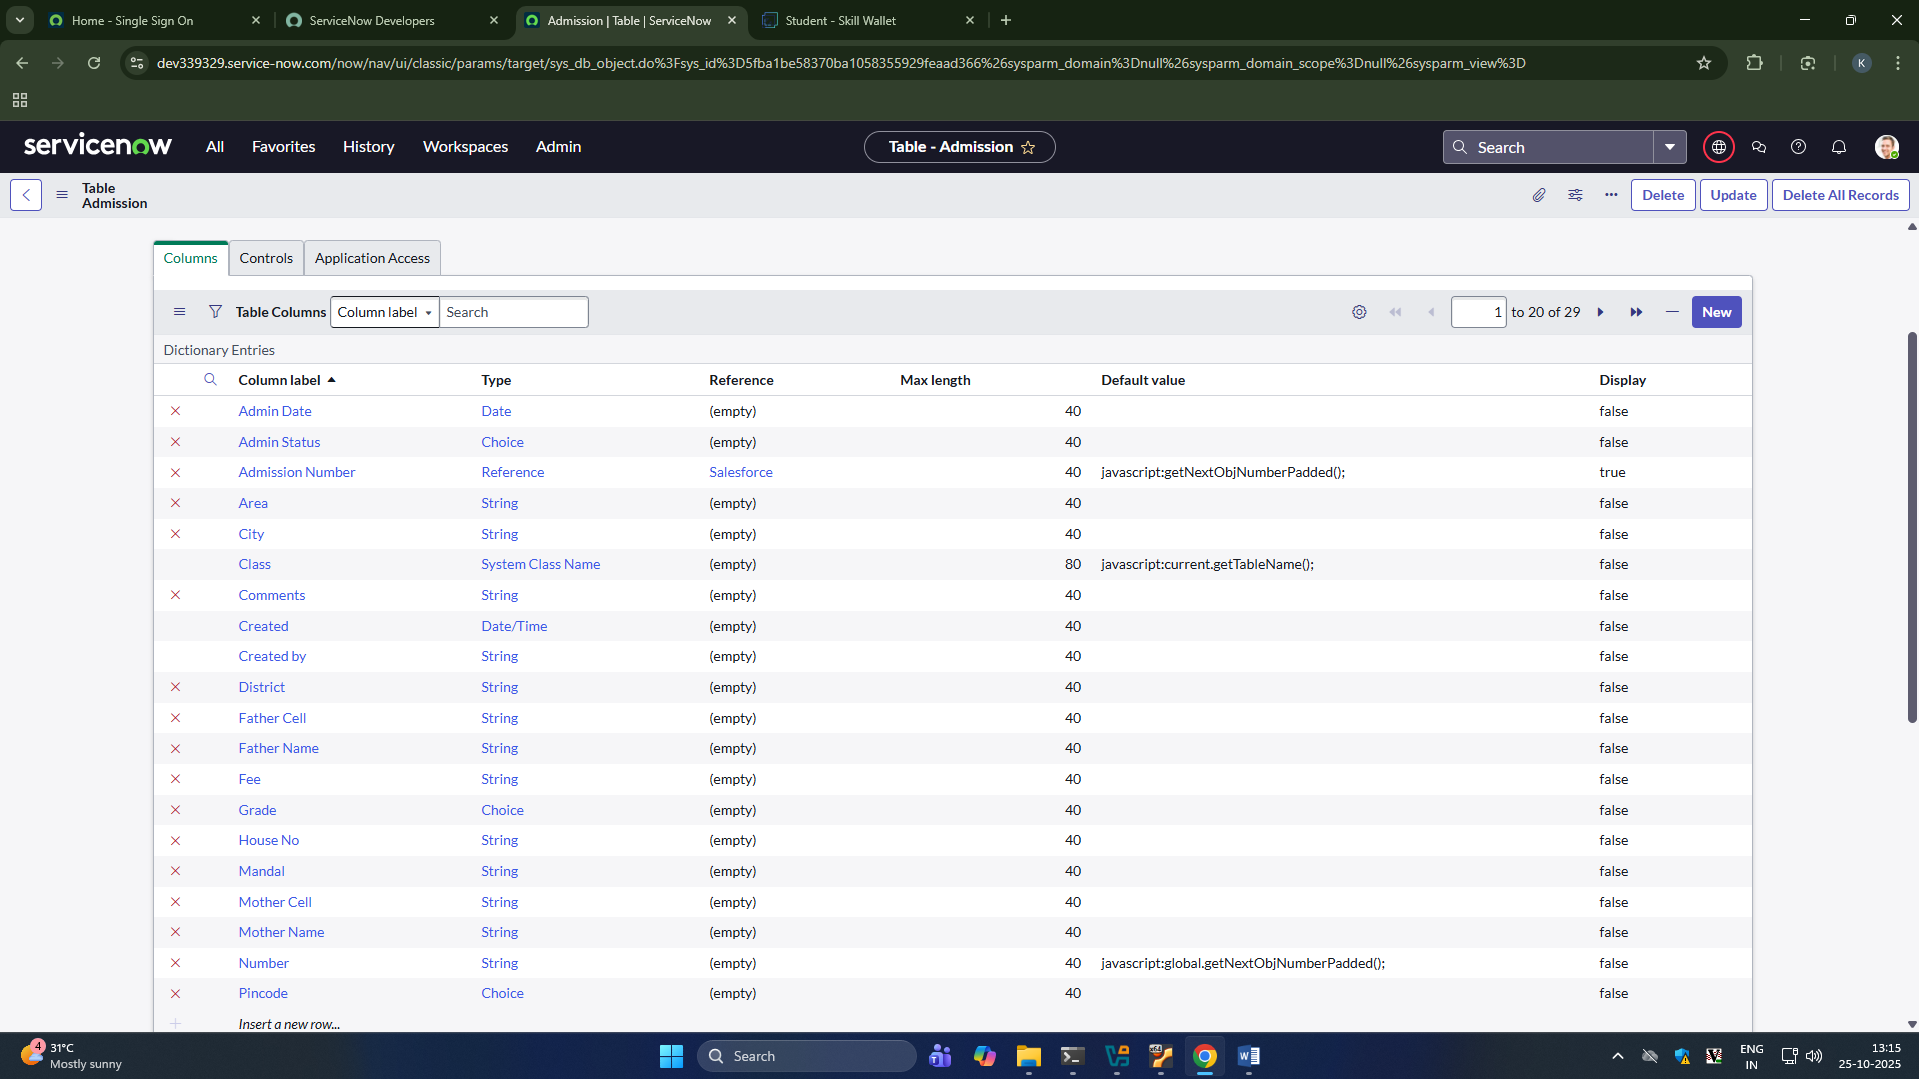 Home - Single Sign On
ServiceNow Developers
Admission | Table | ServiceNow
Student - Skill Wallet
dev339329.service-now.com/now/nav/ui/classic/params/target/sys_db_object.do%3Fsys_id%3D5fba1be58370ba1058355929feaad366%26sysparm_domain%3Dnull%26sysparm_domain_scope%3Dnull%26sysparm_view%3D
K
servicenow All Favorites History Workspaces Admin Table - Admission Search
Table
Admission
Delete Update Delete All Records
Columns Controls Application Access
Table Columns Column label Search 1 to 20 of 29 New
Dictionary Entries
Column label Type Reference Max length Default value Display
Admin Date Date (empty) 40 false
Admin Status Choice (empty) 40 false
Admission Number Reference Salesforce 40 javascript:getNextObjNumberPadded(); true
Area String (empty) 40 false
City String (empty) 40 false
Class System Class Name (empty) 80 javascript:current.getTableName(); false
Comments String (empty) 40 false
Created Date/Time (empty) 40 false
Created by String (empty) 40 false
District String (empty) 40 false
Father Cell String (empty) 40 false
Father Name String (empty) 40 false
Fee String (empty) 40 false
Grade Choice (empty) 40 false
House No String (empty) 40 false
Mandal String (empty) 40 false
Mother Cell String (empty) 40 false
Mother Name String (empty) 40 false
Number String (empty) 40 javascript:global.getNextObjNumberPadded(); false
Pincode Choice (empty) 40 false
Insert a new row...
4
31°C
Mostly sunny
Search
ENG
IN
13:15
25-10-2025